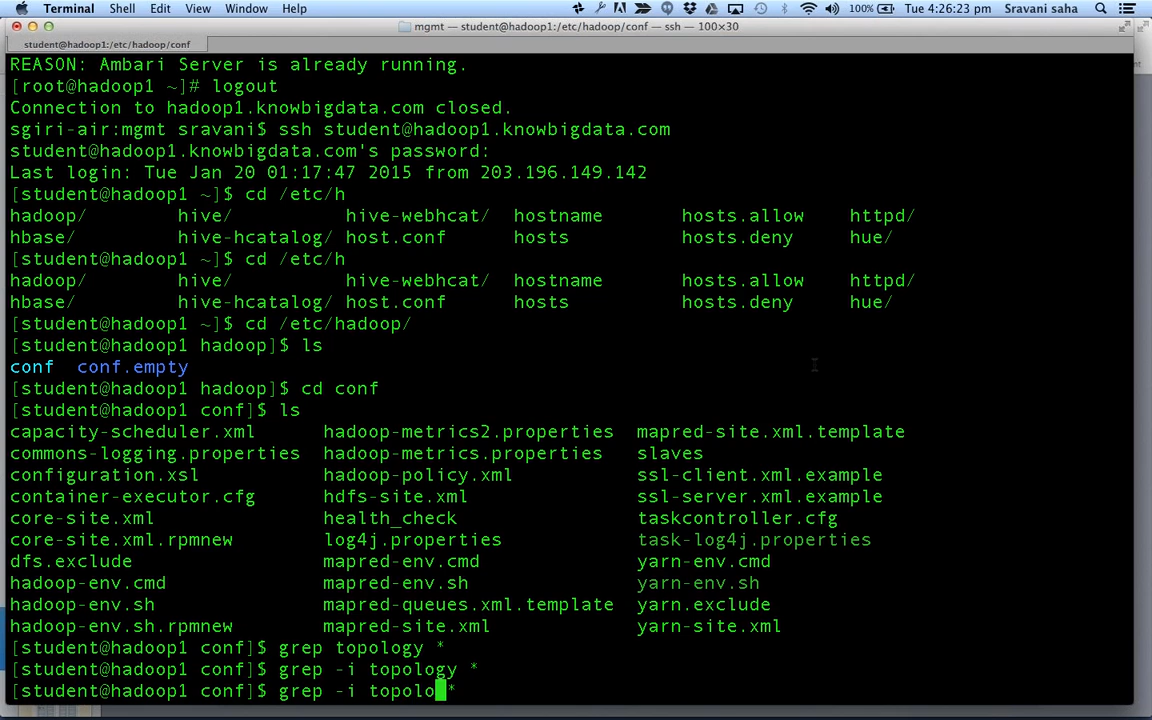 Terminal Shell Edit View Window Help 100% Tue 4:26:23 pm Sravani saha
mgmt — student@hadoop1:/etc/hadoop/conf — ssh — 100×30
student@hadoop1:/etc/hadoop/conf
REASON: Ambari Server is already running.
[root@hadoop1 ~]# logout
Connection to hadoop1.knowbigdata.com closed.
sgiri-air:mgmt sravani$ ssh student@hadoop1.knowbigdata.com
student@hadoop1.knowbigdata.com's password:
Last login: Tue Jan 20 01:17:47 2015 from 203.196.149.142
[student@hadoop1 ~]$ cd /etc/h
hadoop/ hive/ hive-webhcat/ hostname hosts.allow httpd/
hbase/ hive-hcatalog/ host.conf hosts hosts.deny hue/
[student@hadoop1 ~]$ cd /etc/h
hadoop/ hive/ hive-webhcat/ hostname hosts.allow httpd/
hbase/ hive-hcatalog/ host.conf hosts hosts.deny hue/
[student@hadoop1 ~]$ cd /etc/hadoop/
[student@hadoop1 hadoop]$ ls
conf conf.empty
[student@hadoop1 hadoop]$ cd conf
[student@hadoop1 conf]$ ls
capacity-scheduler.xml hadoop-metrics2.properties mapred-site.xml.template
commons-logging.properties hadoop-metrics.properties slaves
configuration.xsl hadoop-policy.xml ssl-client.xml.example
container-executor.cfg hdfs-site.xml ssl-server.xml.example
core-site.xml health_check taskcontroller.cfg
core-site.xml.rpmnew log4j.properties task-log4j.properties
dfs.exclude mapred-env.cmd yarn-env.cmd
hadoop-env.cmd mapred-env.sh yarn-env.sh
hadoop-env.sh mapred-queues.xml.template yarn.exclude
hadoop-env.sh.rpmnew mapred-site.xml yarn-site.xml
[student@hadoop1 conf]$ grep topology *
[student@hadoop1 conf]$ grep -i topology *
[student@hadoop1 conf]$ grep -i topolo *